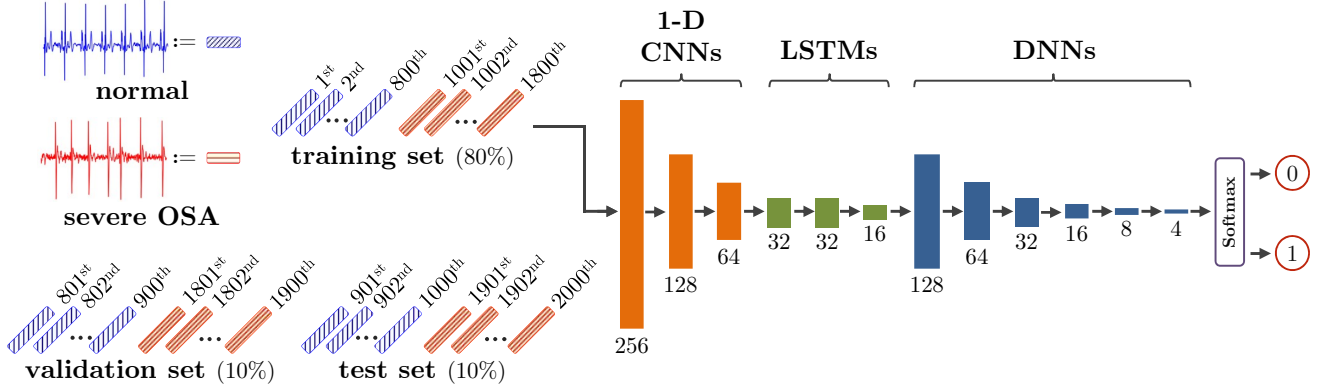 :=
normal
:=
severe OSA
1st
2nd
...
800th
1001st
1002nd
...
1800th
training set (80%)
801st
802nd
...
900th
1801st
1802nd
...
1900th
validation set (10%)
901st
902nd
...
1000th
1901st
1902nd
...
2000th
test set (10%)
1-D
CNNs
LSTMs
DNNs
256
128
64
32
32
16
128
64
32
16
8
4
Softmax
0
1